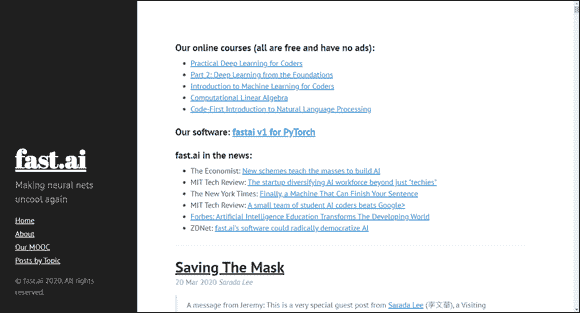 fast.ai
Making neural nets
uncool again
Home
About
Our MOOC
Posts by Topic
© fast.ai 2020. All rights
reserved.
Our online courses (all are free and have no ads):
Practical Deep Learning for Coders
Part 2: Deep Learning from the Foundations
Introduction to Machine Learning for Coders
Computational Linear Algebra
Code-First Introduction to Natural Language Processing
Our software: fastai v1 for PyTorch
fast.ai in the news:
The Economist: New schemes teach the masses to build AI
MIT Tech Review: The startup diversifying AI workforce beyond just "techies"
The New York Times: Finally, a Machine That Can Finish Your Sentence
MIT Tech Review: A small team of student AI coders beats Google>
Forbes: Artificial Intelligence Education Transforms The Developing World
ZDNet: fast.ai's software could radically democratize AI
Saving The Mask
20 Mar 2020 Sarada Lee
A message from Jeremy: This is a very special guest post from Sarada Lee (李文華), a Visiting